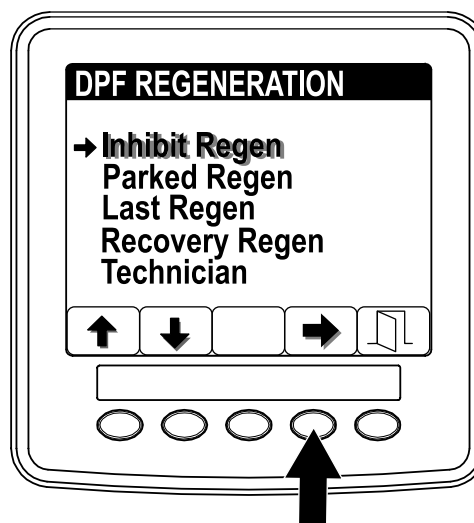 DPF REGENERATION
Inhibit Regen
Parked Regen
Last Regen
Recovery Regen
Technician